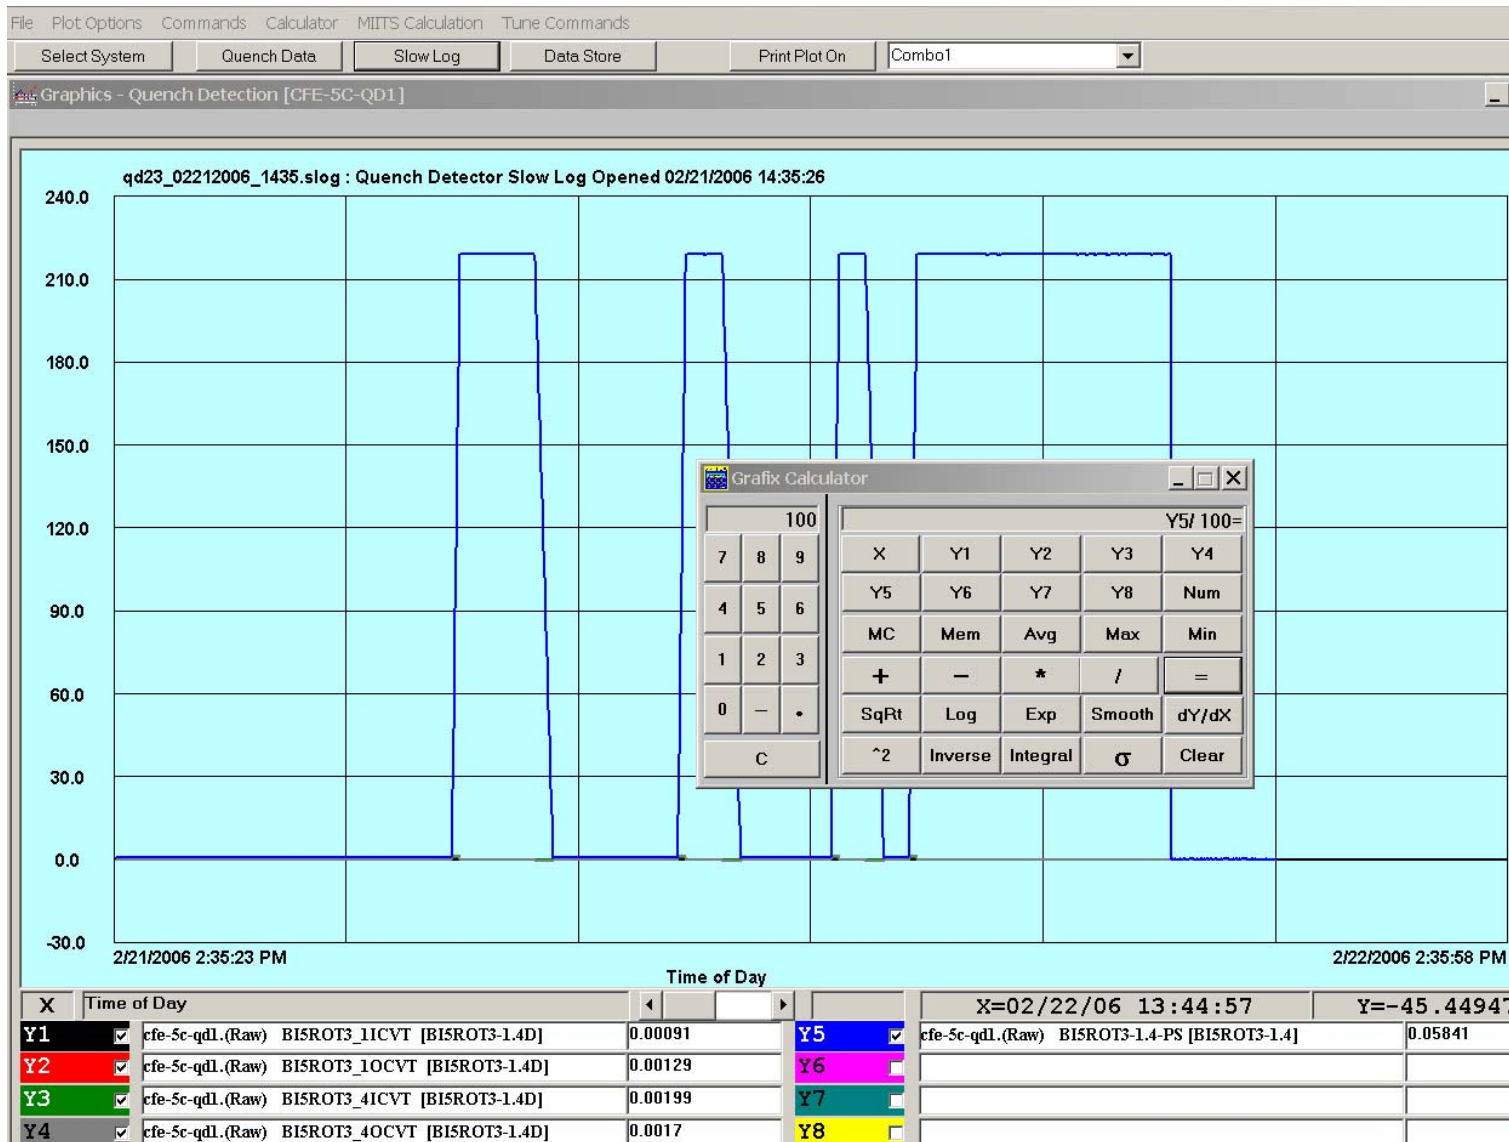 File Plot Options Commands Calculator MIITS Calculation Tune Commands
Select System Quench Data Slow Log Data Store Print Plot On Combo1
Graphics - Quench Detection [CFE-5C-QD1]
qd23_02212006_1435.slog : Quench Detector Slow Log Opened 02/21/2006 14:35:26
240.0
210.0
180.0
150.0
120.0
90.0
60.0
30.0
0.0
-30.0
Grafix Calculator
100 Y5/ 100=
7 8 9 X Y1 Y2 Y3 Y4
4 5 6 Y5 Y6 Y7 Y8 Num
MC Mem Avg Max Min
1 2 3 + - * / =
0 - . SqRt Log Exp Smooth dY/dX
C ^2 Inverse Integral σ Clear
2/21/2006 2:35:23 PM 2/22/2006 2:35:58 PM
Time of Day
X Time of Day X=02/22/06 13:44:57 Y=-45.44947
Y1 cfe-5c-qd1.(Raw) BI5ROT3_1ICVT [BI5ROT3-1.4D] 0.00091 Y5 cfe-5c-qd1.(Raw) BI5ROT3-1.4-PS [BI5ROT3-1.4] 0.05841
Y2 cfe-5c-qd1.(Raw) BI5ROT3_1OCVT [BI5ROT3-1.4D] 0.00129 Y6
Y3 cfe-5c-qd1.(Raw) BI5ROT3_4ICVT [BI5ROT3-1.4D] 0.00199 Y7
Y4 cfe-5c-qd1.(Raw) BI5ROT3_4OCVT [BI5ROT3-1.4D] 0.0017 Y8